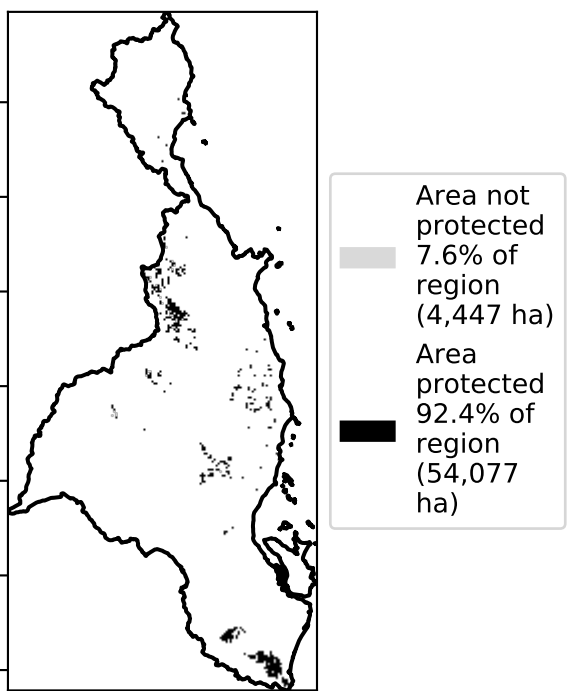 Area not
protected
7.6% of
region
(4,447 ha)
Area
protected
92.4% of
region
(54,077
ha)